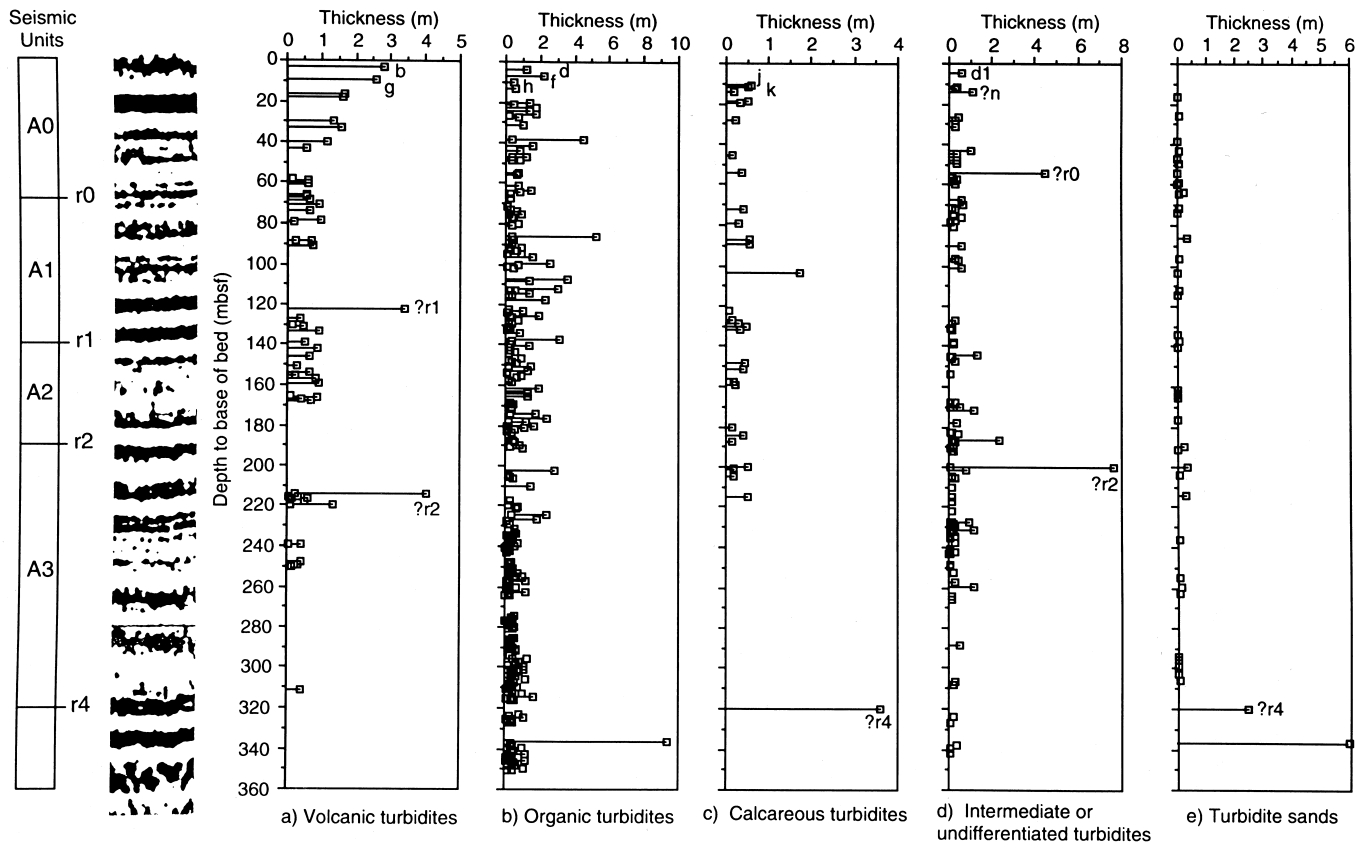 Seismic
Units
A0
r0
A1
r1
A2
r2
A3
r4
Depth to base of bed (mbsf)
0
20
40
60
80
100
120
140
160
180
200
220
240
260
280
300
320
340
360
Thickness (m)
0 1 2 3 4 5
b
g
?r1
?r2
a) Volcanic turbidites
Thickness (m)
0 2 4 6 8 10
d
f
h
b) Organic turbidites
Thickness (m)
0 1 2 3 4
j
k
?r4
c) Calcareous turbidites
Thickness (m)
0 2 4 6 8
d1
?n
?r0
?r2
d) Intermediate or
undifferentiated turbidites
Thickness (m)
0 1 2 3 4 5 6
?r4
e) Turbidite sands